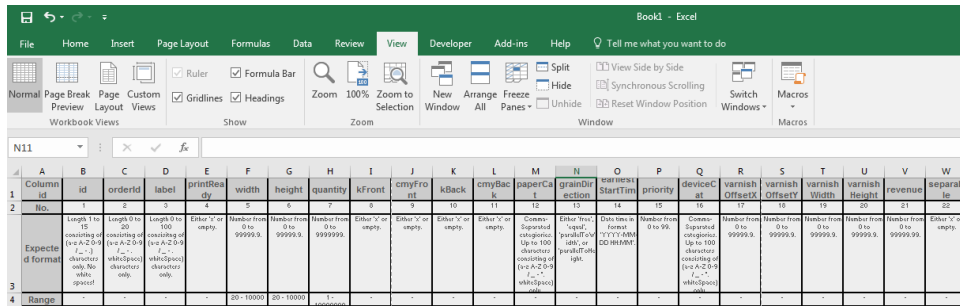 Book1 - Excel
File Home Insert Page Layout Formulas Data Review View Developer Add-ins Help Tell me what you want to do
Normal Page Break Preview Page Layout Custom Views
Workbook Views
Ruler Formula Bar
Gridlines Headings
Show
Zoom 100% Zoom to Selection
Zoom
New Window Arrange All Freeze Panes
Split
Hide
Unhide
View Side by Side
Synchronous Scrolling
Reset Window Position
Switch Windows
Window
Macros
Macros
N11 fx
A B C D E F G H I J K L M N O P Q R S T U V W
1 Column id id orderId label printReady width height quantity kFront cmyFront kBack cmyBack paperCat grainDirection earliestStartTim priority deviceCat varnish OffsetX varnish OffsetY varnish Width varnish Height revenue separable
2 No. 1 2 3 4 5 6 7 8 9 10 11 12 13 14 15 16 17 18 19 20 21 22
3 Expected format
Length 1 to 15 consisting of (a-z A-Z 0-9 / _ - .) characters only. No white spaces!
Length 0 to 20 consisting of (a-z A-Z 0-9 / _ - . whiteSpace) characters only.
Length 0 to 100 consisting of (a-z A-Z 0-9 / _ - . whiteSpace) characters only.
Either 'x' or empty.
Number from 0 to 99999.9.
Number from 0 to 99999.9.
Number from 0 to 9999999.
Either 'x' or empty.
Either 'x' or empty.
Either 'x' or empty.
Either 'x' or empty.
Comma-Separated categories. Up to 100 characters consisting of (a-z A-Z 0-9 / _ - *, whiteSpace) only
Either 'free', 'equal', 'parallelToWidth', or 'parallelToHeight.
Date time in format 'YYYY-MM-DD HH:MM'.
Number from 0 to 99.
Comma-Separated categories. Up to 100 characters consisting of (a-z A-Z 0-9 / _ - *, whiteSpace) only
Number from 0 to 99999.9.
Number from 0 to 99999.9.
Number from 0 to 99999.9.
Number from 0 to 99999.9.
Number from 0 to 99999.9.
Either 'x' or empty.
4 Range - - - - 20 - 10000 20 - 10000 1 - - - - - - - - - - - - - - - -